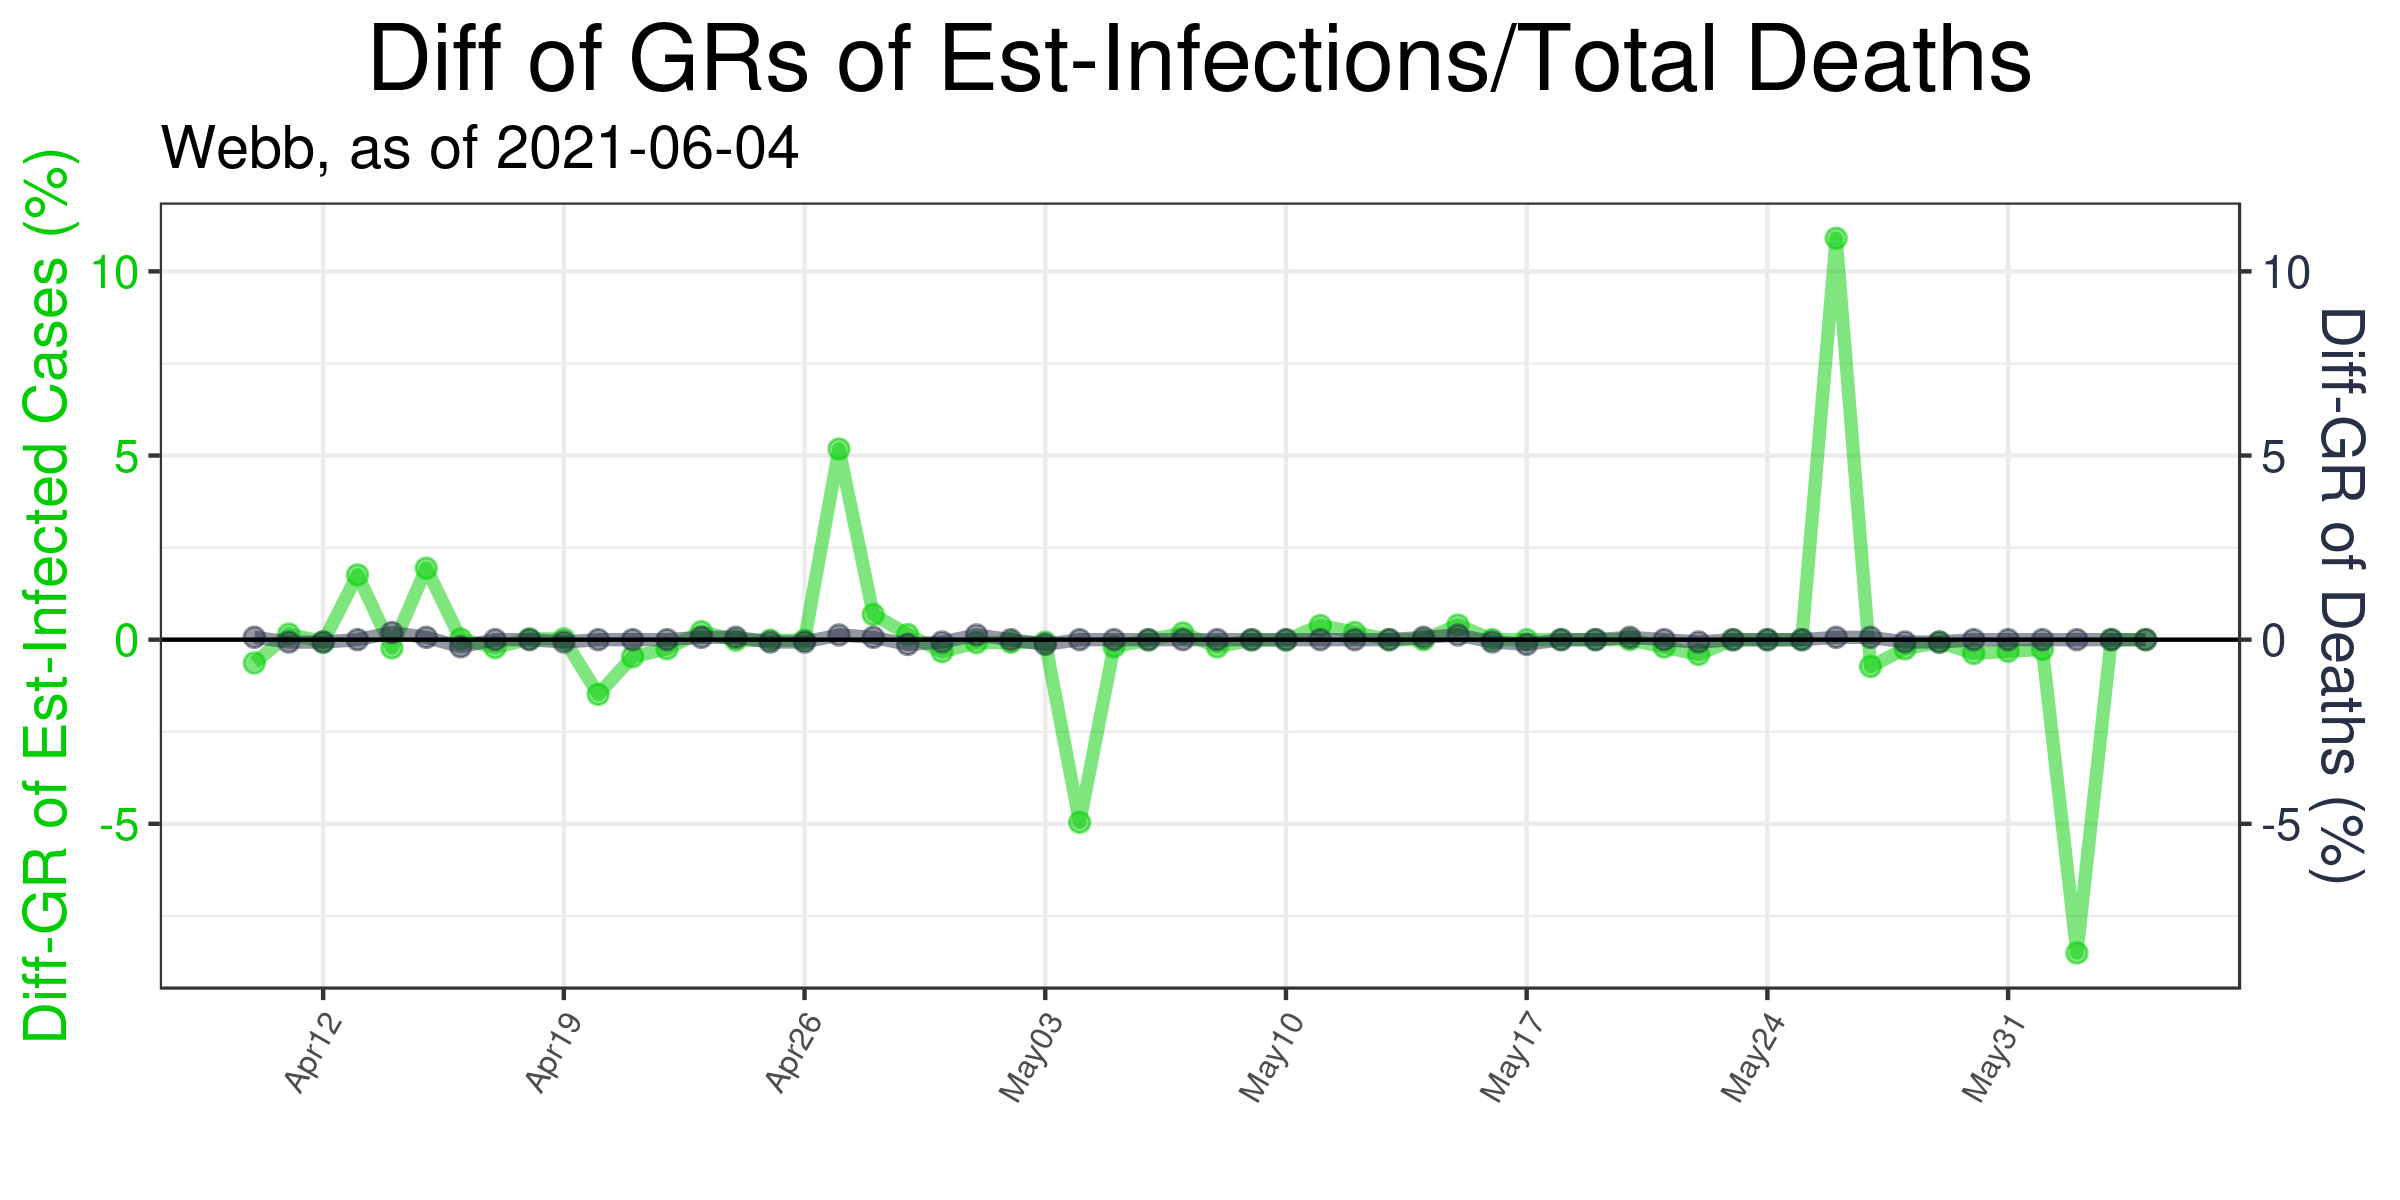 Diff of GRs of Est-Infections/Total Deaths
Webb, as of 2021-06-04
Diff-GR of Est-Infected Cases (%)
10
5
0
-5
10
5
0
-5
Diff-GR of Deaths (%)
Apr12
Apr19
Apr26
May03
May10
May17
May24
May31